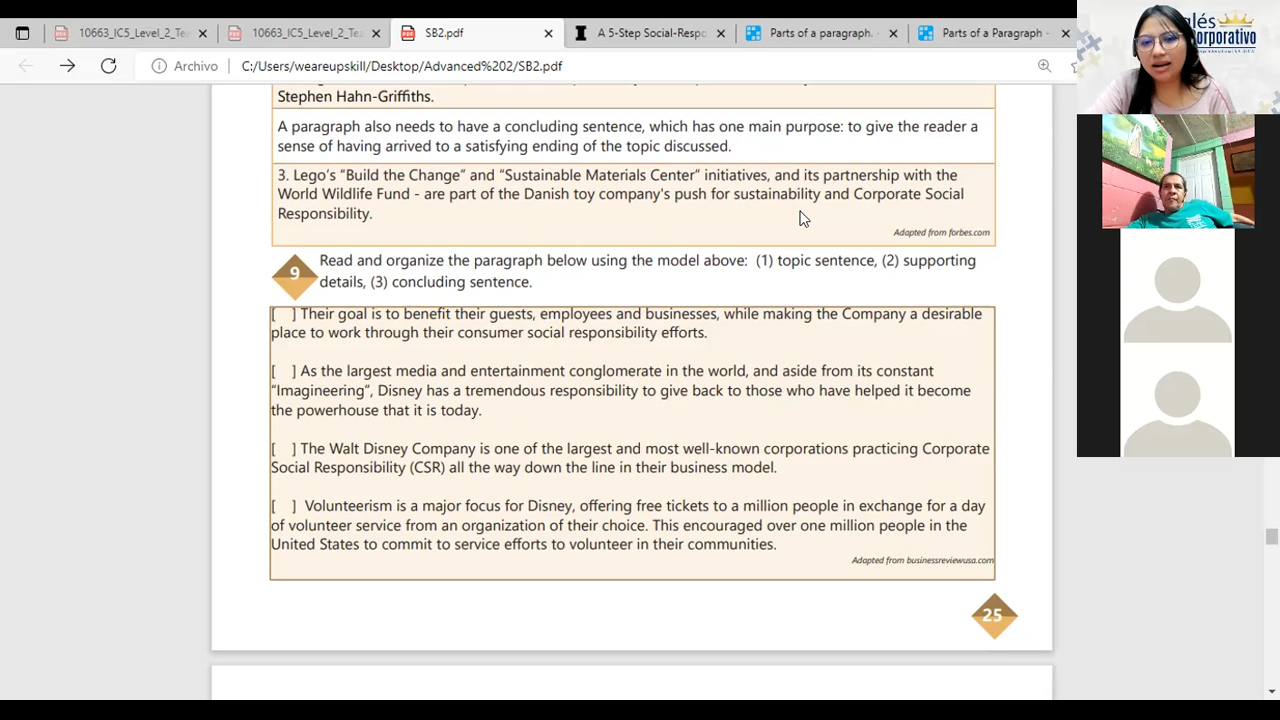 10663_IC5_Level_2_Tea
10663_IC5_Level_2_Tea
SB2.pdf
A 5-Step Social-Respo
Parts of a paragraph.
Parts of a Paragraph -
Archivo
C:/Users/weareupskill/Desktop/Advanced%202/SB2.pdf
Inglés
Corporativo
Stephen Hahn-Griffiths.
A paragraph also needs to have a concluding sentence, which has one main purpose: to give the reader a
sense of having arrived to a satisfying ending of the topic discussed.
3. Lego's “Build the Change” and “Sustainable Materials Center” initiatives, and its partnership with the
World Wildlife Fund - are part of the Danish toy company's push for sustainability and Corporate Social
Responsibility.
Adapted from forbes.com
9
Read and organize the paragraph below using the model above: (1) topic sentence, (2) supporting
details, (3) concluding sentence.
[ ] Their goal is to benefit their guests, employees and businesses, while making the Company a desirable
place to work through their consumer social responsibility efforts.
[ ] As the largest media and entertainment conglomerate in the world, and aside from its constant
“Imagineering”, Disney has a tremendous responsibility to give back to those who have helped it become
the powerhouse that it is today.
[ ] The Walt Disney Company is one of the largest and most well-known corporations practicing Corporate
Social Responsibility (CSR) all the way down the line in their business model.
[ ] Volunteerism is a major focus for Disney, offering free tickets to a million people in exchange for a day
of volunteer service from an organization of their choice. This encouraged over one million people in the
United States to commit to service efforts to volunteer in their communities.
Adapted from businessreviewusa.com
25